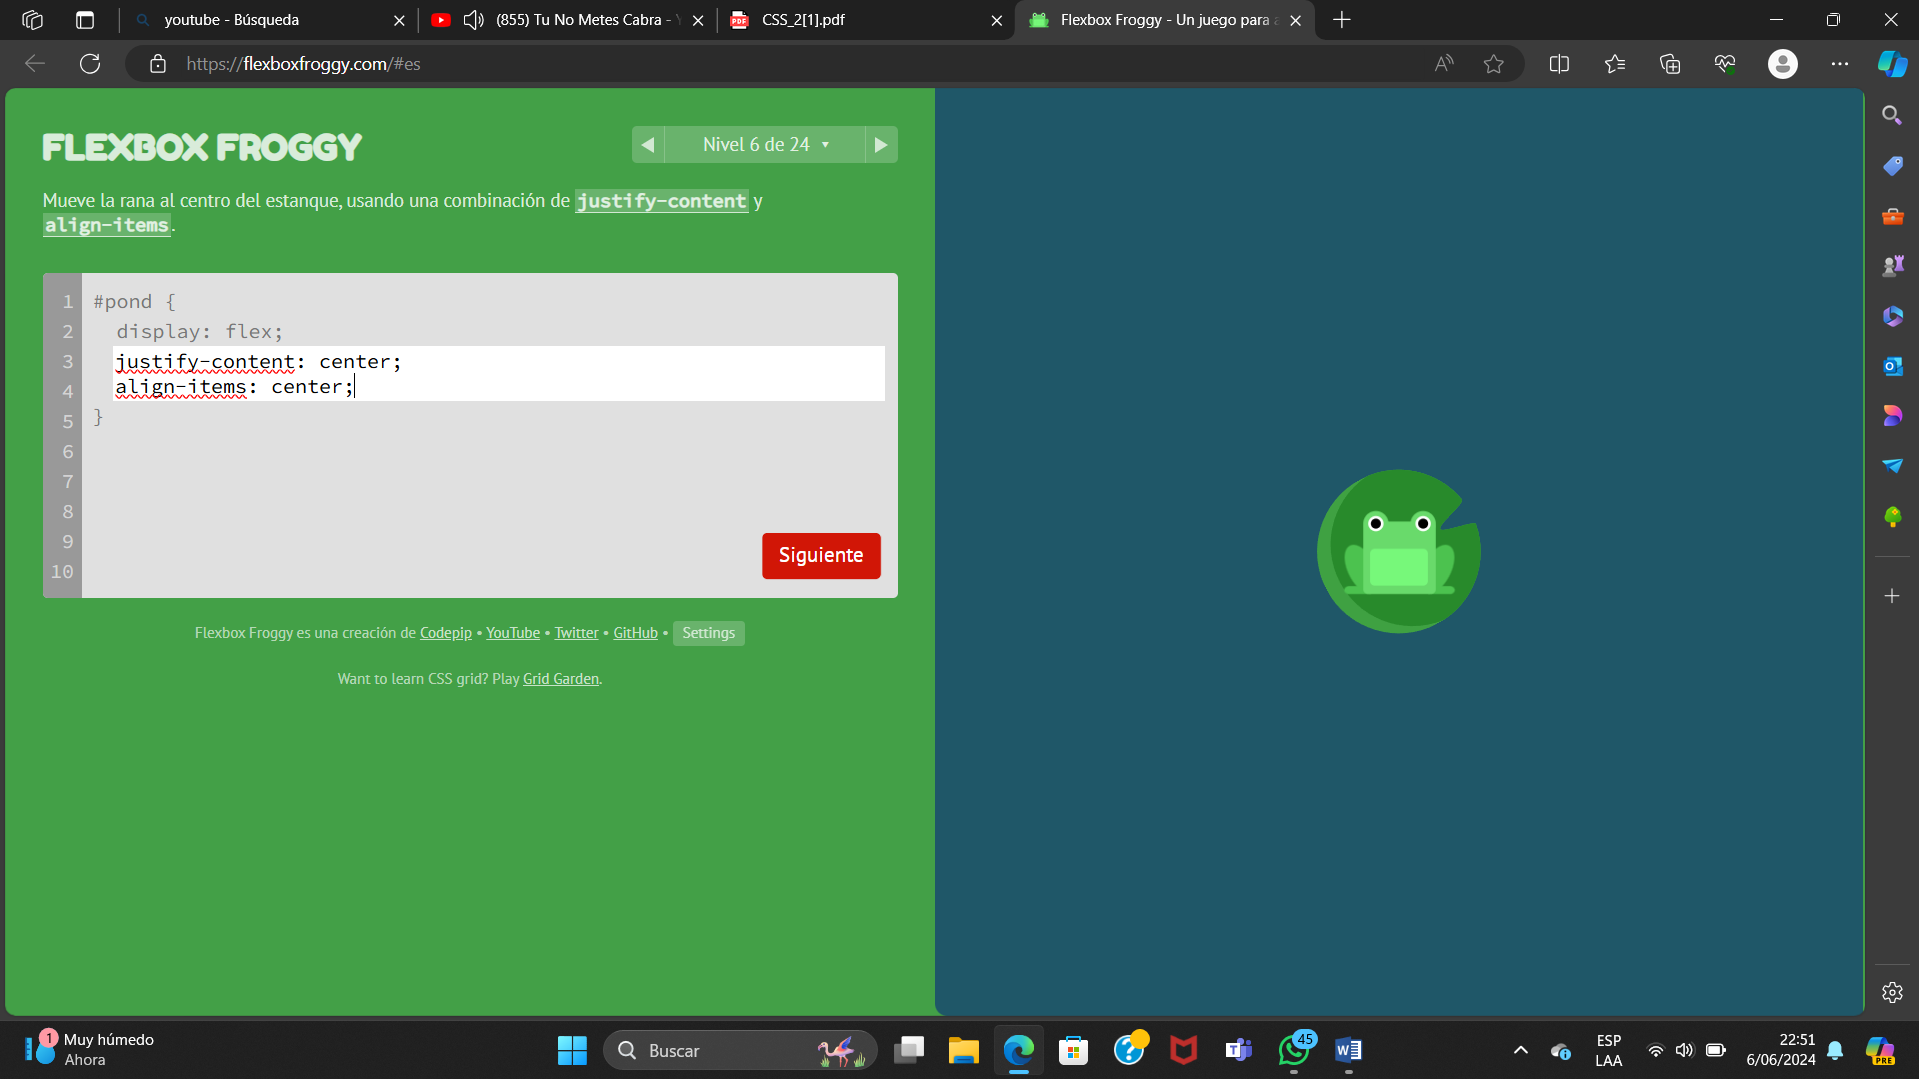 youtube - Búsqueda
(855) Tu No Metes Cabra -
CSS_2[1].pdf
Flexbox Froggy - Un juego para
https://flexboxfroggy.com/#es
FLEXBOX FROGGY
Nivel 6 de 24
Mueve la rana al centro del estanque, usando una combinación de justify-content y
align-items.
1 #pond {
2 display: flex;
3 justify-content: center;
4 align-items: center;
5 }
6
7
8
9
10
Siguiente
Flexbox Froggy es una creación de Codepip • YouTube • Twitter • GitHub • Settings
Want to learn CSS grid? Play Grid Garden.
1
Muy húmedo
Ahora
Buscar
45
ESP
LAA
22:51
6/06/2024
PRE